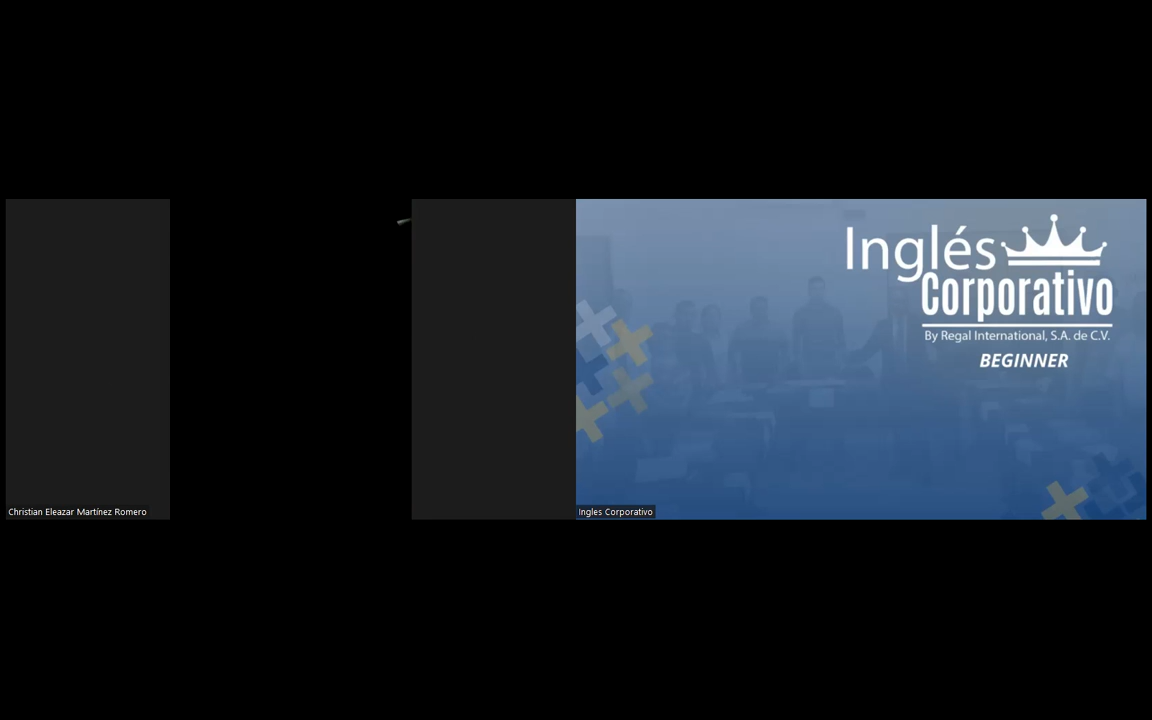 Inglés
Corporativo
By Regal International, S.A. de C.V.
BEGINNER
Christian Eleazar Martínez Romero
Ingles Corporativo